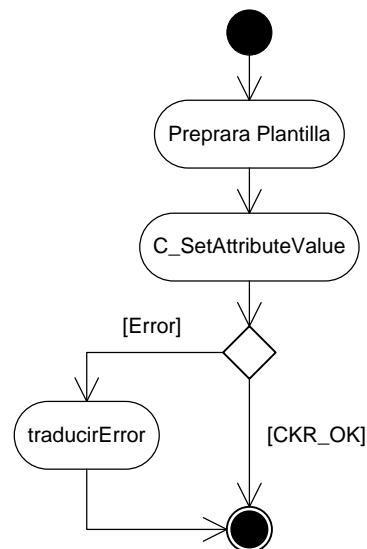 Preprara Plantilla
C_SetAttributeValue
[Error]
traducirError
[CKR_OK]